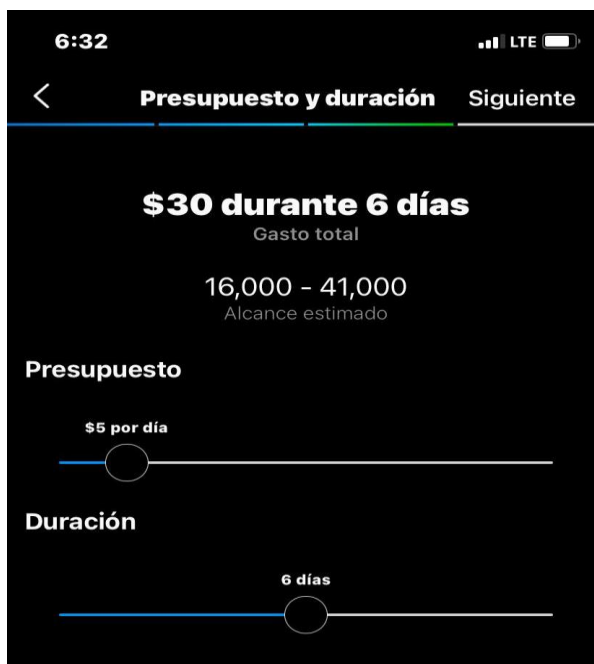 6:32
LTE
Presupuesto y duración Siguiente
$30 durante 6 días
Gasto total
16,000 - 41,000
Alcance estimado
Presupuesto
$5 por día
Duración
6 días